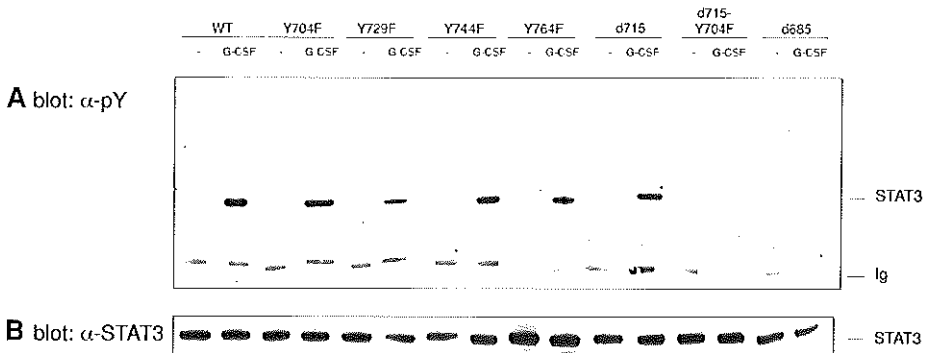 d715-
WT Y704F Y729F Y744F Y764F d715 Y704F d685
- G-CSF - G CSF - G CSF - G CSF - G CSF - G-CSF - G CSF - G CSF
A blot: α-pY
STAT3
Ig
B blot: α-STAT3
STAT3